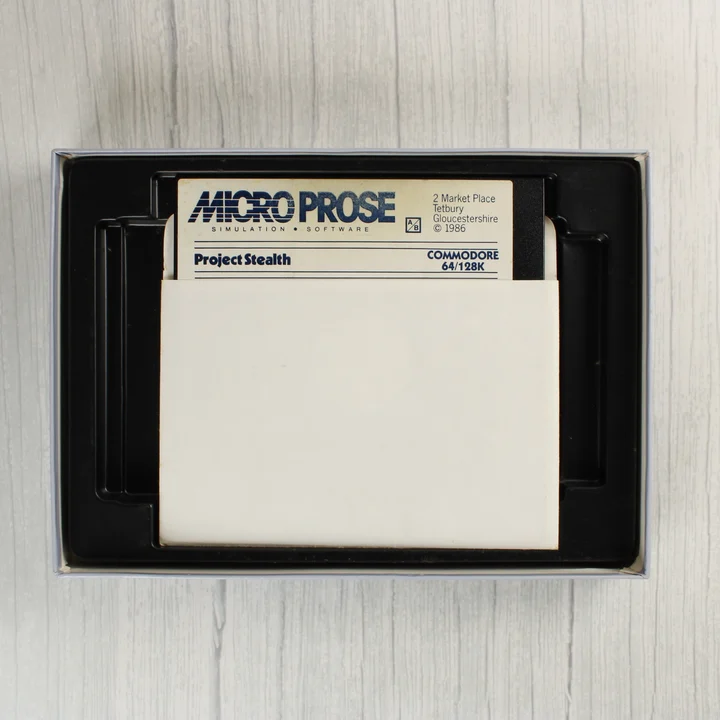 MICRO PROSE
SIMULATION • SOFTWARE
A/B
2 Market Place
Tetbury
Gloucestershire
© 1986
Project Stealth
COMMODORE
64/128K